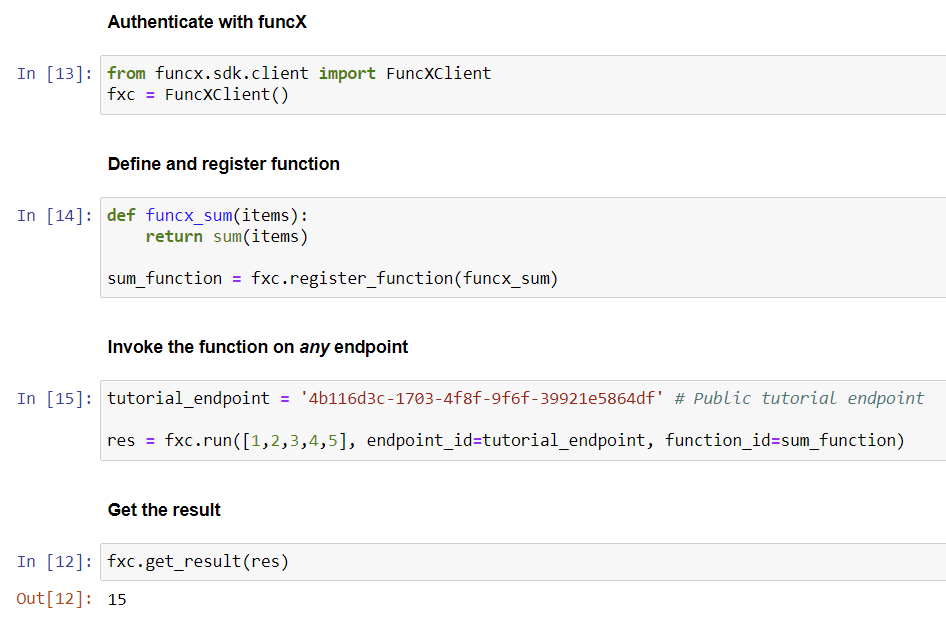 Authenticate with funcX
In [13]: from funcx.sdk.client import FuncXClient
fxc = FuncXClient()
Define and register function
In [14]: def funcx_sum(items):
    return sum(items)
sum_function = fxc.register_function(funcx_sum)
Invoke the function on any endpoint
In [15]: tutorial_endpoint = '4b116d3c-1703-4f8f-9f6f-39921e5864df' # Public tutorial endpoint
res = fxc.run([1,2,3,4,5], endpoint_id=tutorial_endpoint, function_id=sum_function)
Get the result
In [12]: fxc.get_result(res)
Out[12]: 15